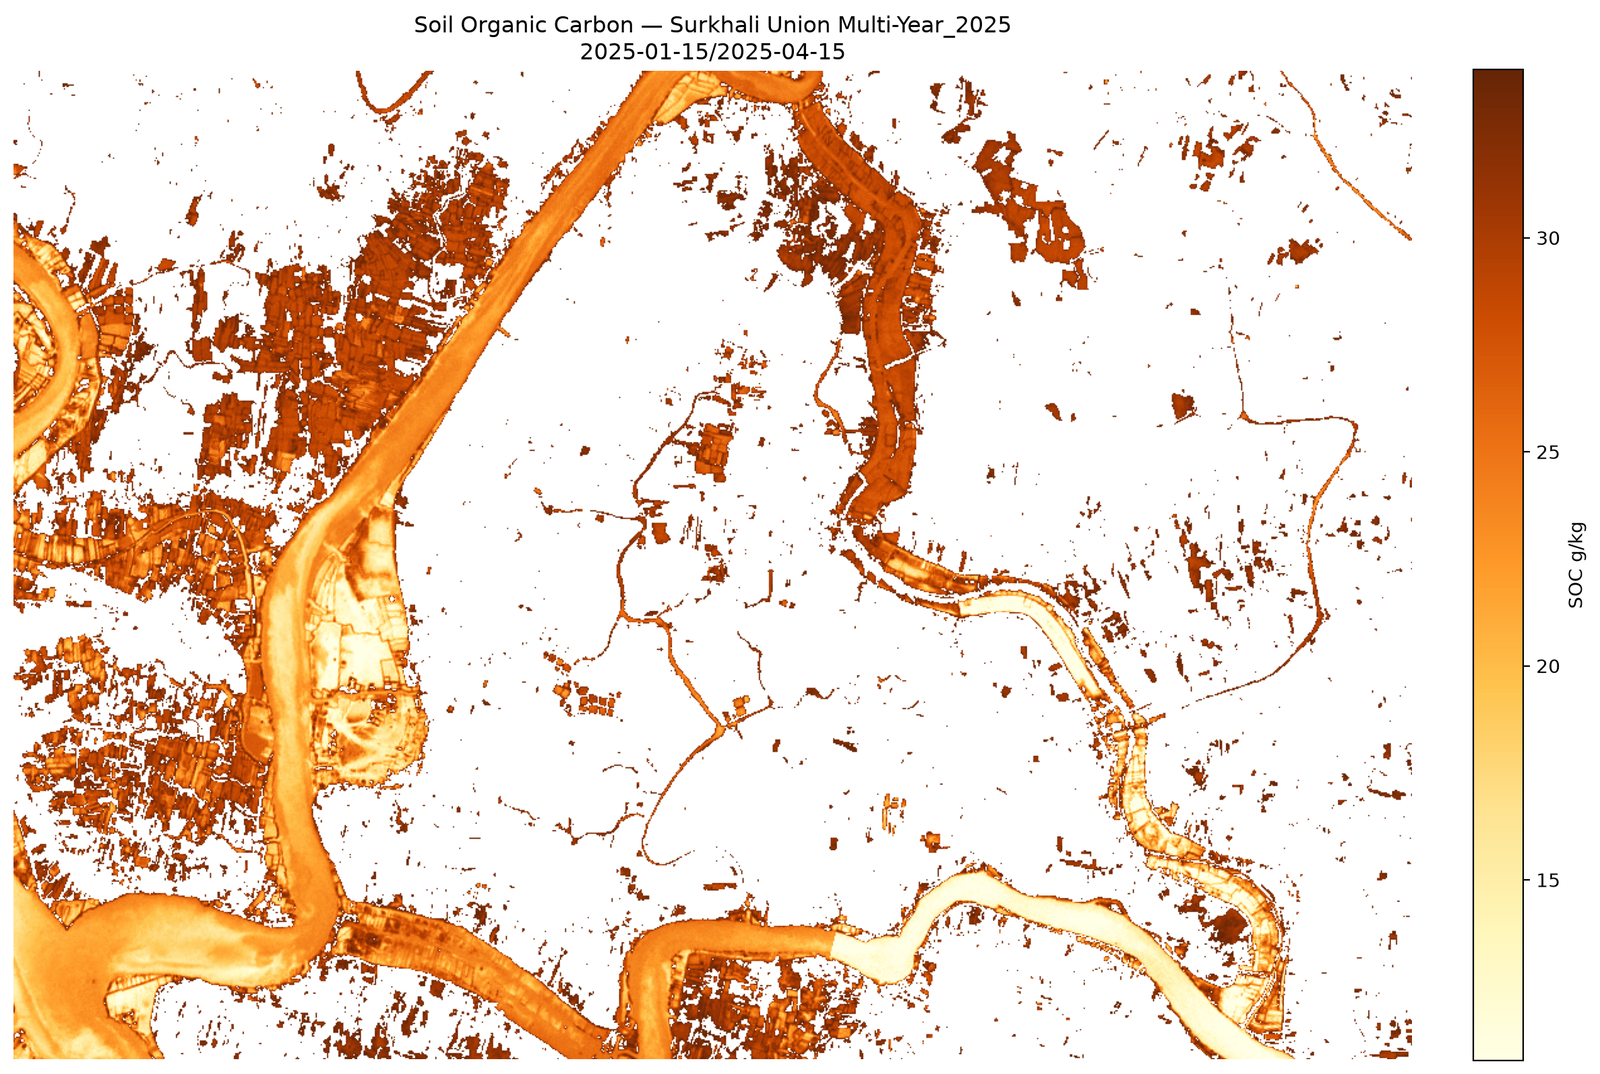 Soil Organic Carbon — Surkhali Union Multi-Year_2025
2025-01-15/2025-04-15
30
25
20
15
SOC g/kg